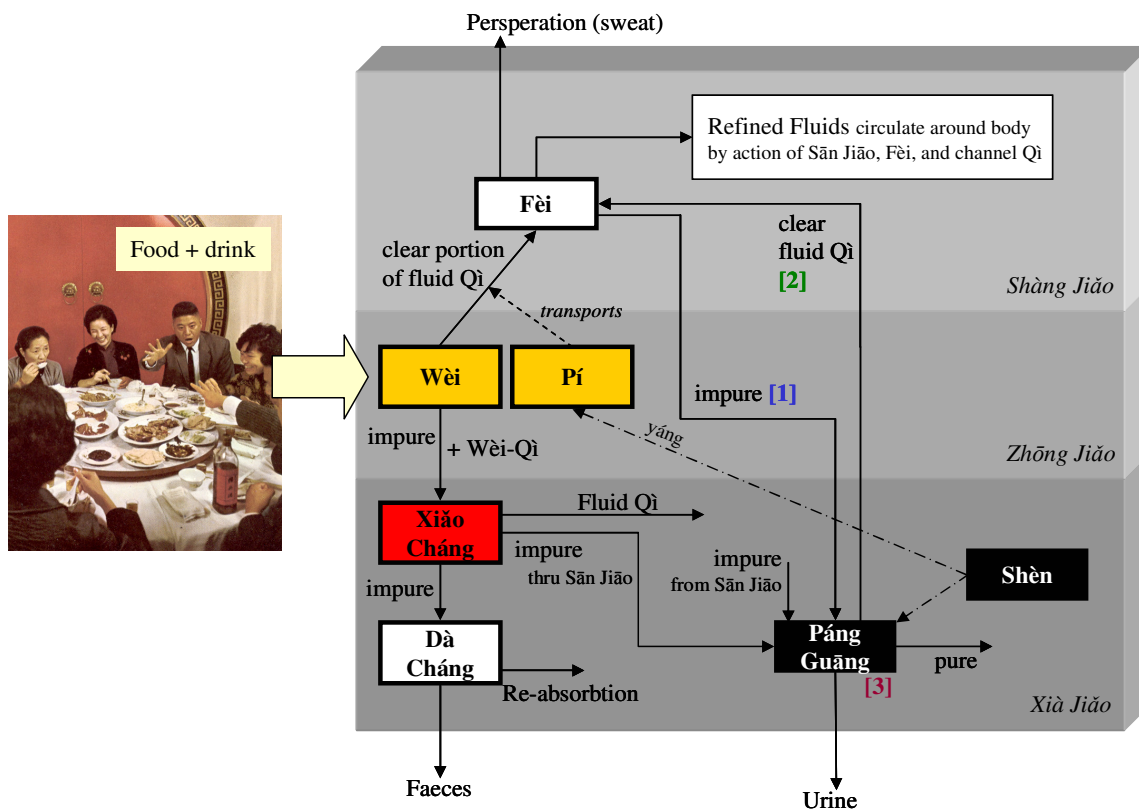 Persperation (sweat)
Refined Fluids circulate around body
by action of Sān Jiāo, Fèi, and channel Qì
Fèi
clear portion
of fluid Qì
clear
fluid Qì
[2]
Shàng Jiǎo
Food + drink
transports
Wèi
Pí
impure [1]
impure
+ Wèi-Qì
yáng
Zhōng Jiǎo
Xiǎo
Cháng
Fluid Qì
impure
thru Sān Jiāo
impure
from Sān Jiāo
Shèn
impure
Dà
Cháng
Páng
Guāng
[3]
pure
Re-absorbtion
Xià Jiǎo
Faeces
Urine